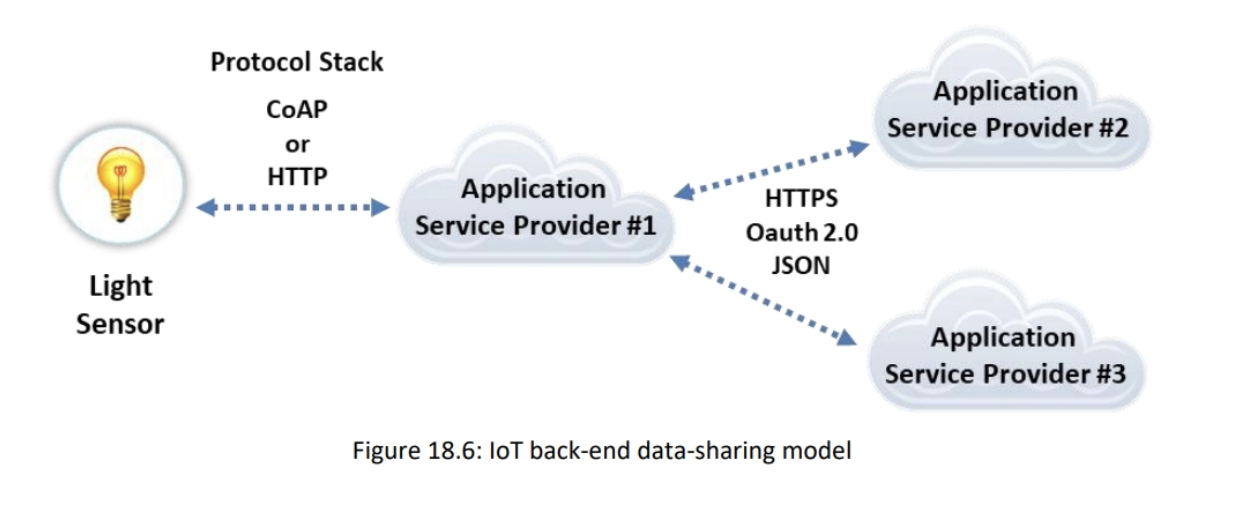 Protocol Stack
CoAP
or
HTTP
Light
Sensor
Application
Service Provider #1
HTTPS
Oauth 2.0
JSON
Application
Service Provider #2
Application
Service Provider #3
Figure 18.6: IoT back-end data-sharing model